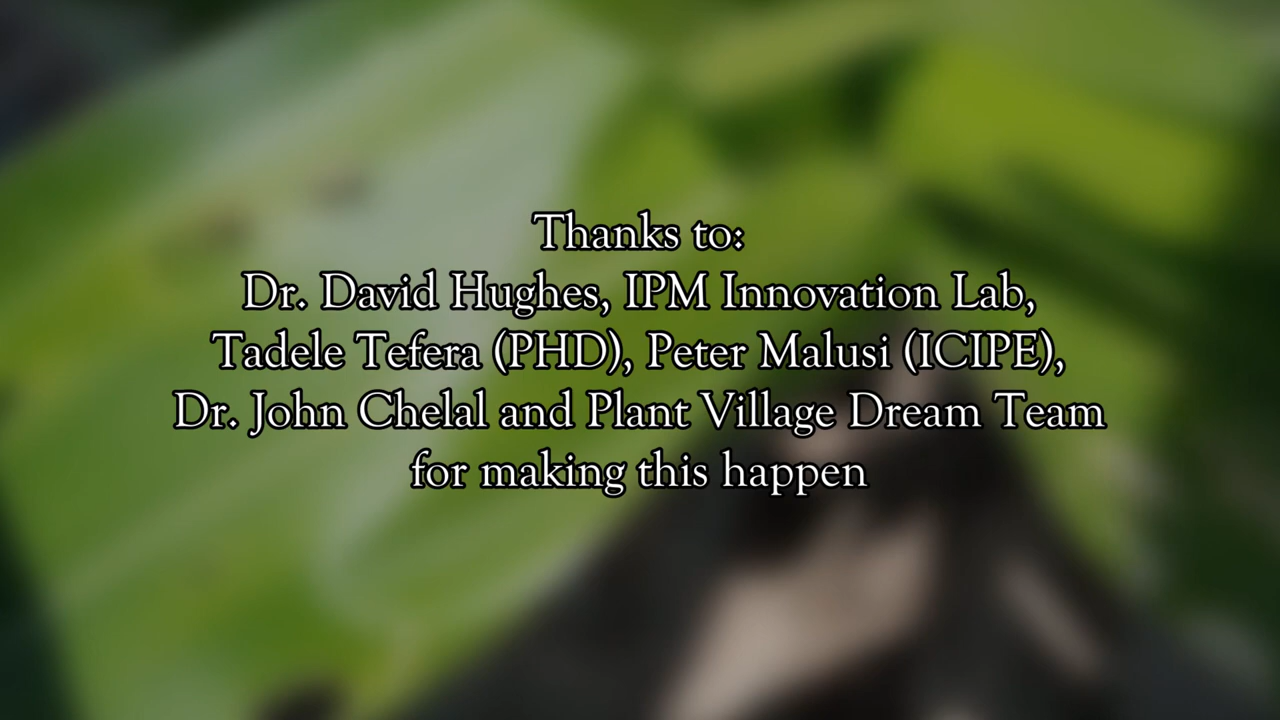 Thanks to:
Dr. David Hughes, IPM Innovation Lab,
Tadele Tefera (PHD), Peter Malusi (ICIPE),
Dr. John Chelal and Plant Village Dream Team
for making this happen